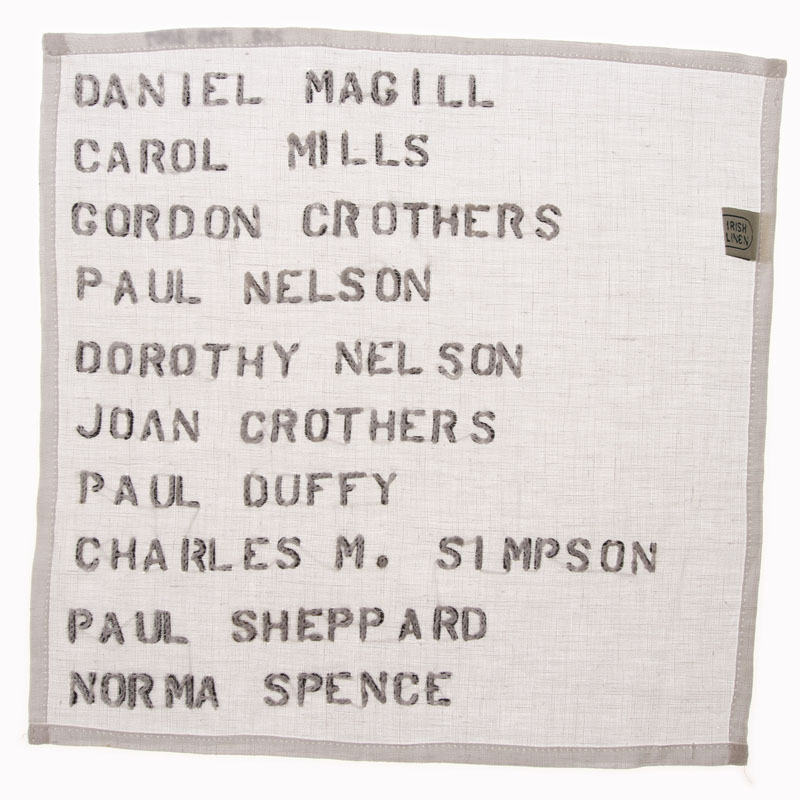 DANIEL MAGILL
CAROL MILLS
GORDON CROTHERS
IRISH
LINEN
PAUL NELSON
DOROTHY NELSON
JOAN CROTHERS
PAUL DUFFY
CHARLES M. SIMPSON
PAUL SHEPPARD
NORMA SPENCE